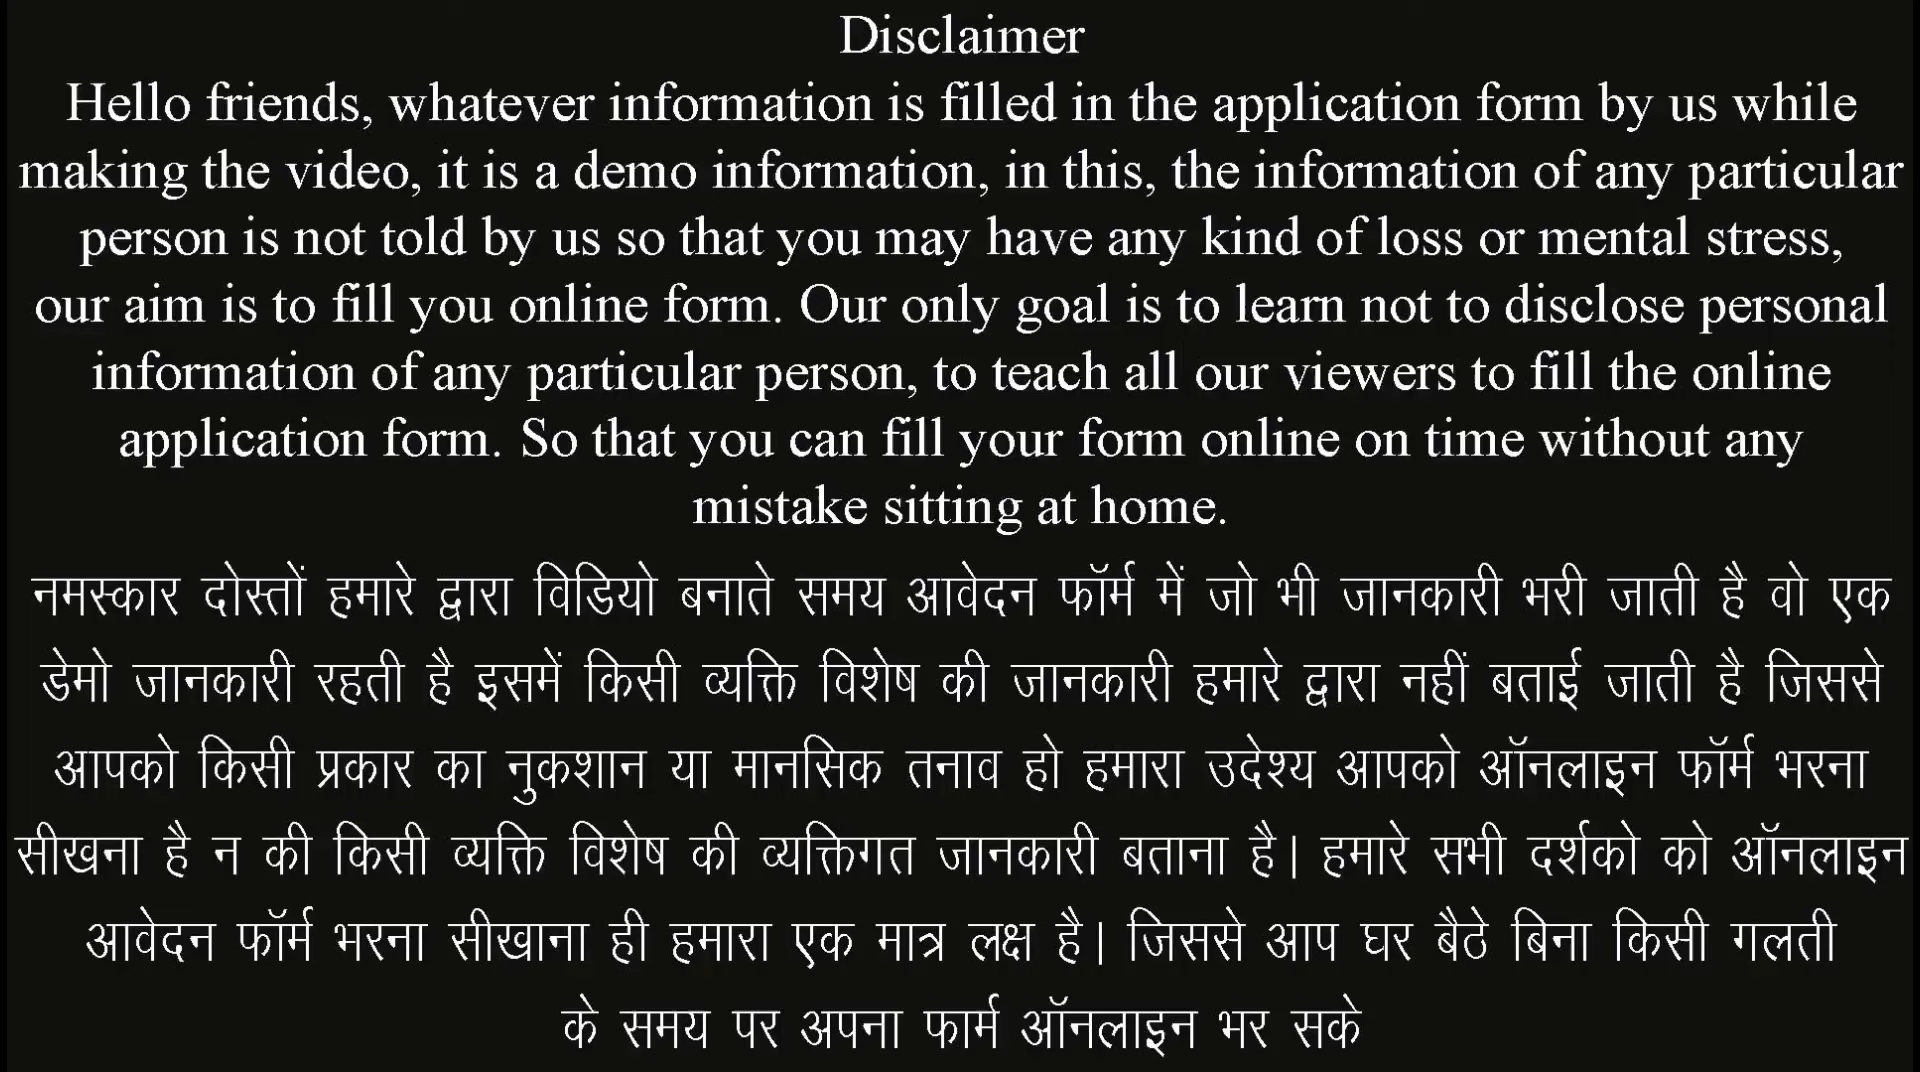 Disclaimer
Hello friends, whatever information is filled in the application form by us while
making the video, it is a demo information, in this, the information of any particular
person is not told by us so that you may have any kind of loss or mental stress,
our aim is to fill you online form. Our only goal is to learn not to disclose personal
information of any particular person, to teach all our viewers to fill the online
application form. So that you can fill your form online on time without any
mistake sitting at home.
नमस्कार दोस्तों हमारे द्वारा विडियो बनाते समय आवेदन फॉर्म में जो भी जानकारी भरी जाती है वो एक
डेमो जानकारी रहती है इसमें किसी व्यक्ति विशेष की जानकारी हमारे द्वारा नहीं बताई जाती है जिससे
आपको किसी प्रकार का नुकशान या मानसिक तनाव हो हमारा उदेश्य आपको ऑनलाइन फॉर्म भरना
सीखना है न की किसी व्यक्ति विशेष की व्यक्तिगत जानकारी बताना है| हमारे सभी दर्शको को ऑनलाइन
आवेदन फॉर्म भरना सीखाना ही हमारा एक मात्र लक्ष है| जिससे आप घर बैठे बिना किसी गलती
के समय पर अपना फार्म ऑनलाइन भर सके